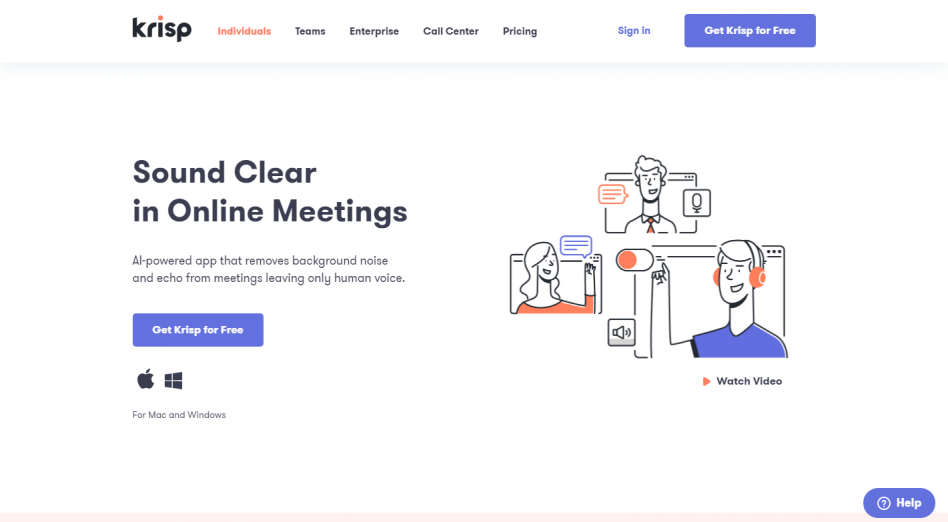 krisp
Individuals
Teams
Enterprise
Call Center
Pricing
Sign in
Get Krisp for Free
Sound Clear
in Online Meetings
AI-powered app that removes background noise
and echo from meetings leaving only human voice.
Get Krisp for Free
For Mac and Windows
Watch Video
Help